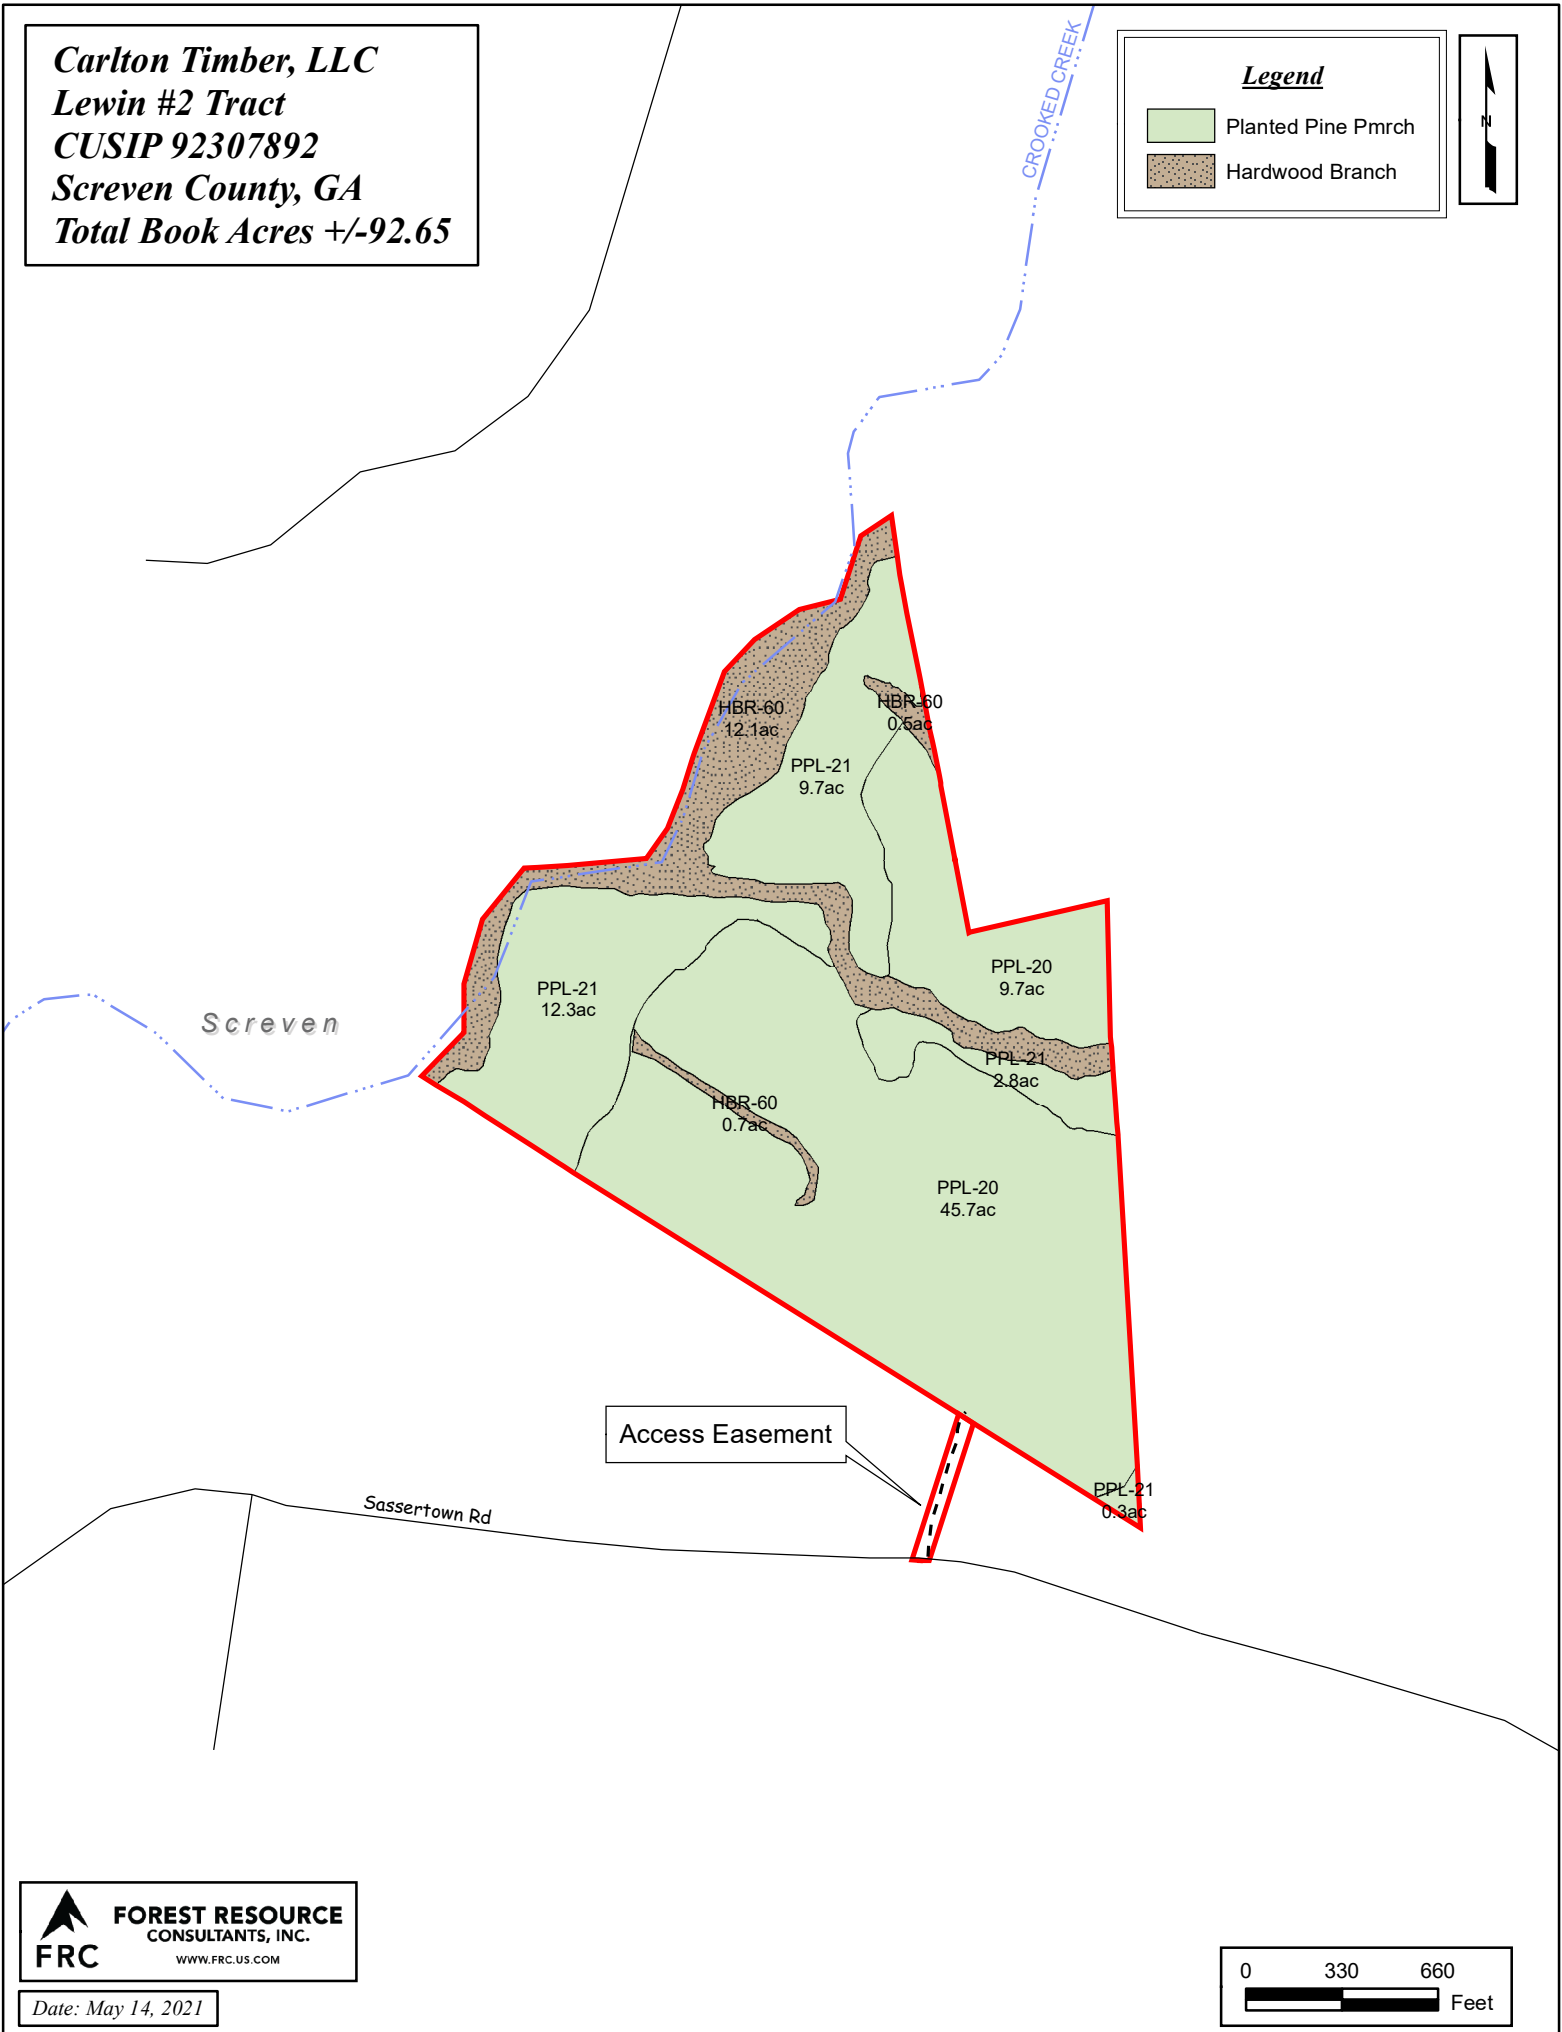 Carlton Timber, LLC
Lewin #2 Tract
CUSIP 92307892
Screven County, GA
Total Book Acres +/-92.65
CROOKED CREEK
Legend
Planted Pine Pmrch
Hardwood Branch
N
HBR-60
12.1ac
HBR-60
0.5ac
PPL-21
9.7ac
PPL-20
9.7ac
PPL-21
12.3ac
Screven
PPL-21
2.8ac
HBR-60
0.7ac
PPL-20
45.7ac
Access Easement
PPL-21
0.3ac
Sassertown Rd
FRC
FOREST RESOURCE
CONSULTANTS, INC.
WWW.FRC.US.COM
Date: May 14, 2021
0 330 660
Feet